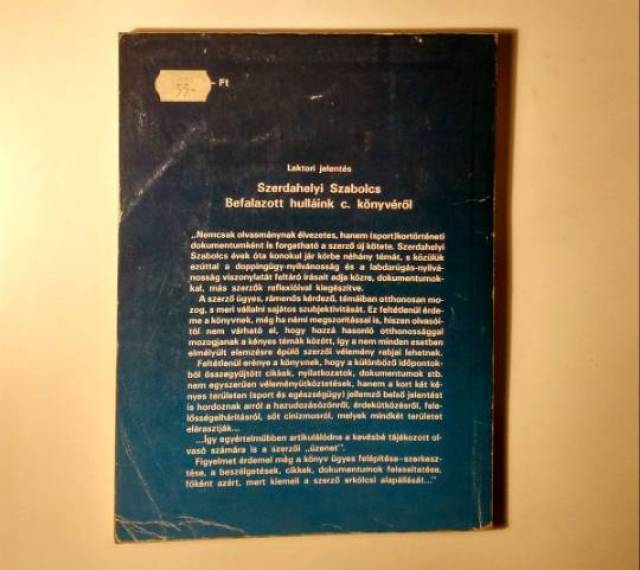 55,-
– Ft
Lektori jelentés
Szerdahelyi Szabolcs
Befalazott hulláink c. könyvéről
„Nemcsak olvasmánynak élvezetes, hanem (sport)kortörténeti
dokumentumként is forgatható a szerző új kötete. Szerdahelyi
Szabolcs évek óta konokul jár körbe néhány témát, s közülük
ezúttal a doppingügy-nyilvánosság és a labdarúgás-nyilvá-
nosság viszonylatát feltáró írásait adja közre, dokumentumok-
kal, más szerzők reflexióival kiegészítve.
A szerző ügyes, rámenős kérdező, témáiban otthonosan mo-
zog, s meri vállalni sajátos szubjektivitását. Ez feltétlenül érde-
me a könyvnek, még ha némi megszorítással is, hiszen olvasói-
tól nem várható el, hogy hozzá hasonló otthonossággal
mozogjanak a kényes témák között, így a nem minden esetben
elmélyült elemzésre épülő szerzői vélemény rabjai lehetnek.
Feltétlenül erénye a könyvnek, hogy a különböző időpontok-
ból összegyűjtött cikkek, nyilatkozatok, dokumentumok stb.
nem egyszerűen véleményütköztetések, hanem a kort két ké-
nyes területen (sport és egészségügy) jellemző belső jelentést
is hordoznak arról a hazudozásözönről, érdekütközésről, fele-
lősségelhárításról, sőt cinizmusról, melyek mindkét területet
elárasztják...
...Így egyértelműbben artikulálódna a kevésbé tájékozott ol-
vasó számára is a szerzői „üzenet”.
Figyelmet érdemel még a könyv ügyes felépítése–szerkesz-
tése, a beszélgetések, cikkek, dokumentumok feleseltetése,
főként azért, mert kiemeli a szerző erkölcsi alapállását...”